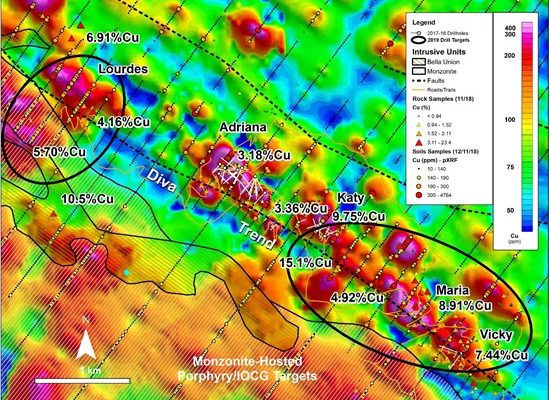 6.91%Cu
Lourdes
4.16%Cu
5.70%Cu
10.5%Cu
Adriana
3.18%Cu
Diva
Trend
3.36%Cu
Katy
9.75%Cu
15.1%Cu
4.92%Cu
Maria
8.91%Cu
Vicky
7.44%Cu
Monzonite-Hosted
Porphyry/IOCG Targets
N
1 km
Legend
2017-18 Drillholes
2019 Drill Targets
Intrusive Units
Bella Union
Monzonite
Faults
Roads/Trails
Rock Samples (11/18)
Cu (%)
< 0.94
0.94 - 1.52
1.52 - 3.11
3.11 - 23.4
Soils Samples (12/11/18)
Cu (ppm) - pXRF
10 - 140
140 - 190
190 - 300
300 - 4764
400
300
200
100
75
50
Cu
(ppm)